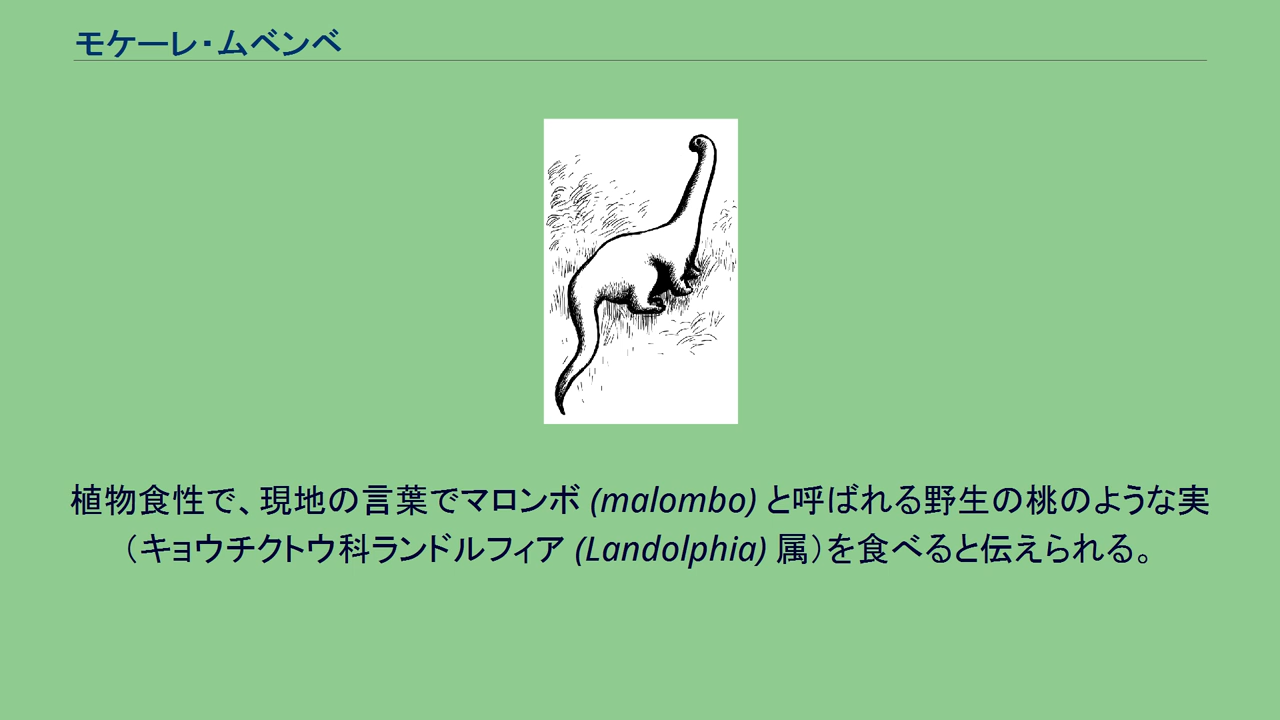 モケーレ・ムベンベ
植物食性で、現地の言葉でマロンボ (malombo) と呼ばれる野生の桃のような実
（キョウチクトウ科ランドルフィア (Landolphia) 属）を食べると伝えられる。